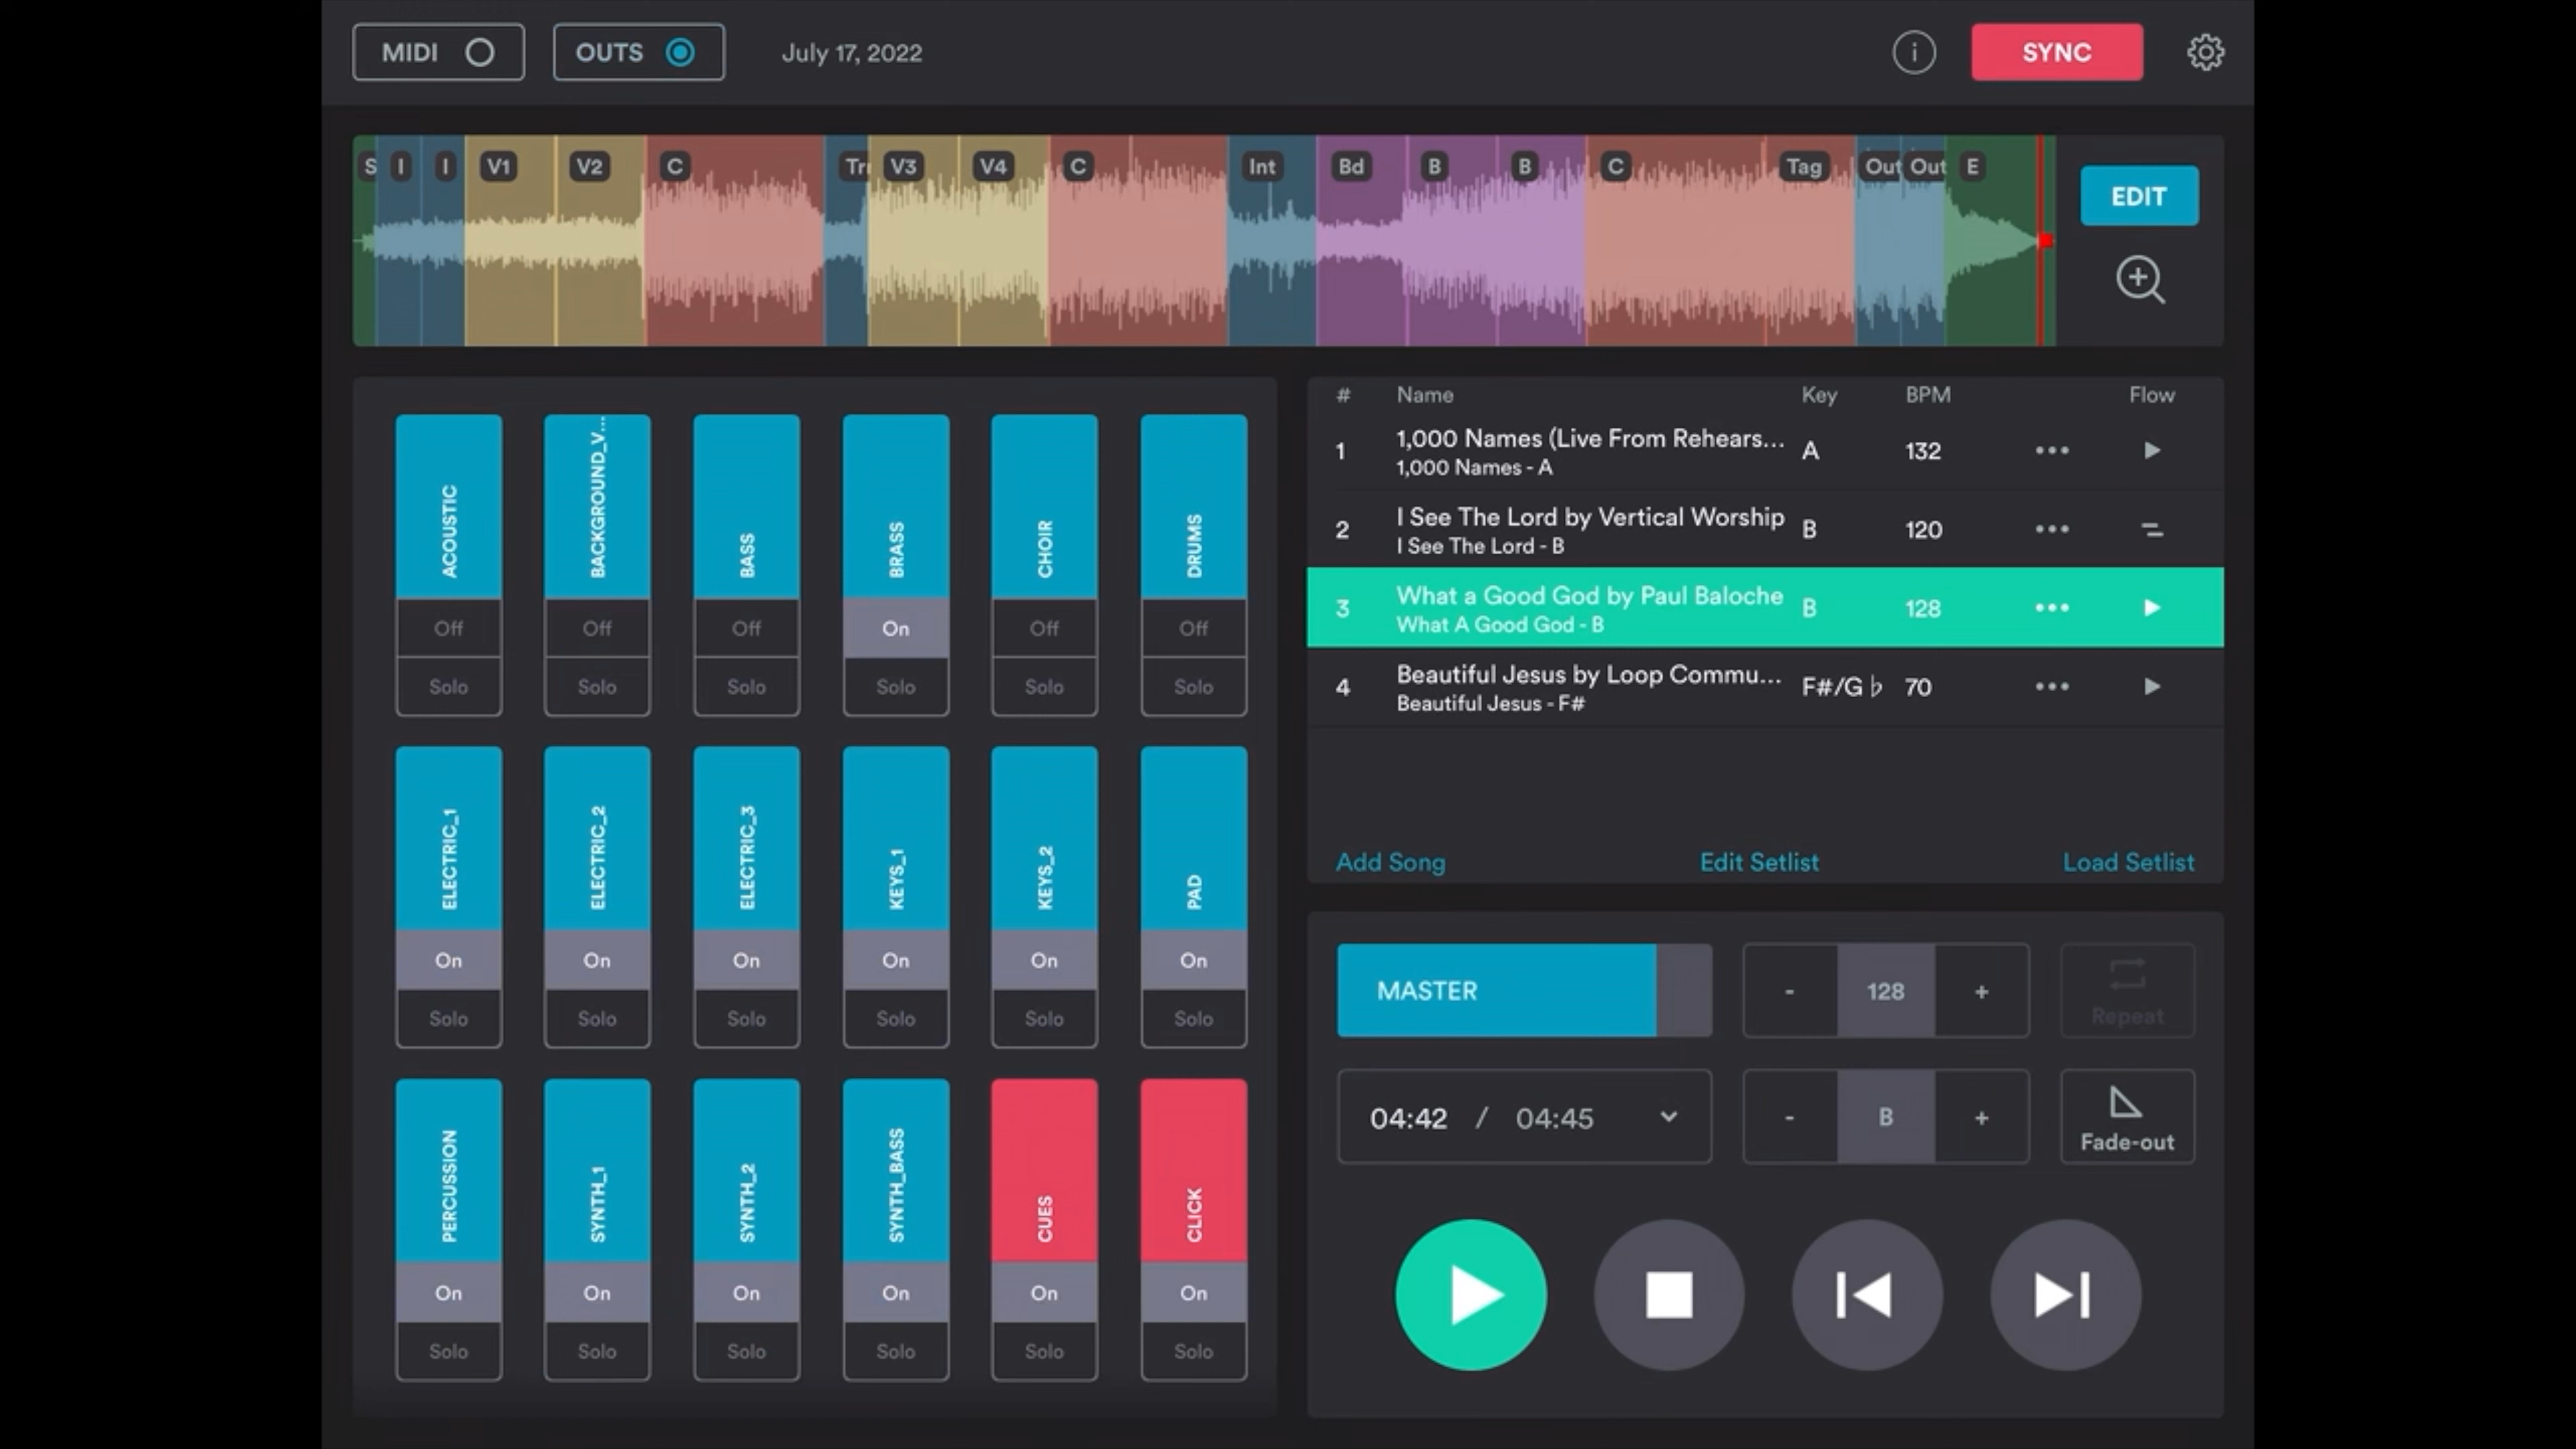 MIDI OUTS July 17, 2022 SYNC
S I I V1 V2 C Tr V3 V4 C Int Bd B B C Tag Out Out E
EDIT
ACOUSTIC BACKGROUND_V... BASS BRASS CHOIR DRUMS
Off Off Off On Off Off
Solo Solo Solo Solo Solo Solo
ELECTRIC_1 ELECTRIC_2 ELECTRIC_3 KEYS_1 KEYS_2 PAD
On On On On On On
Solo Solo Solo Solo Solo Solo
PERCUSSION SYNTH_1 SYNTH_2 SYNTH_BASS CUES CLICK
On On On On On On
Solo Solo Solo Solo Solo Solo
# Name Key BPM Flow
1 1,000 Names (Live From Rehears... A 132
1,000 Names - A
2 I See The Lord by Vertical Worship B 120
I See The Lord - B
3 What a Good God by Paul Baloche B 128
What A Good God - B
4 Beautiful Jesus by Loop Commu... F#/G♭ 70
Beautiful Jesus - F#
Add Song Edit Setlist Load Setlist
MASTER - 128 + Repeat
04:42 / 04:45 - B + Fade-out